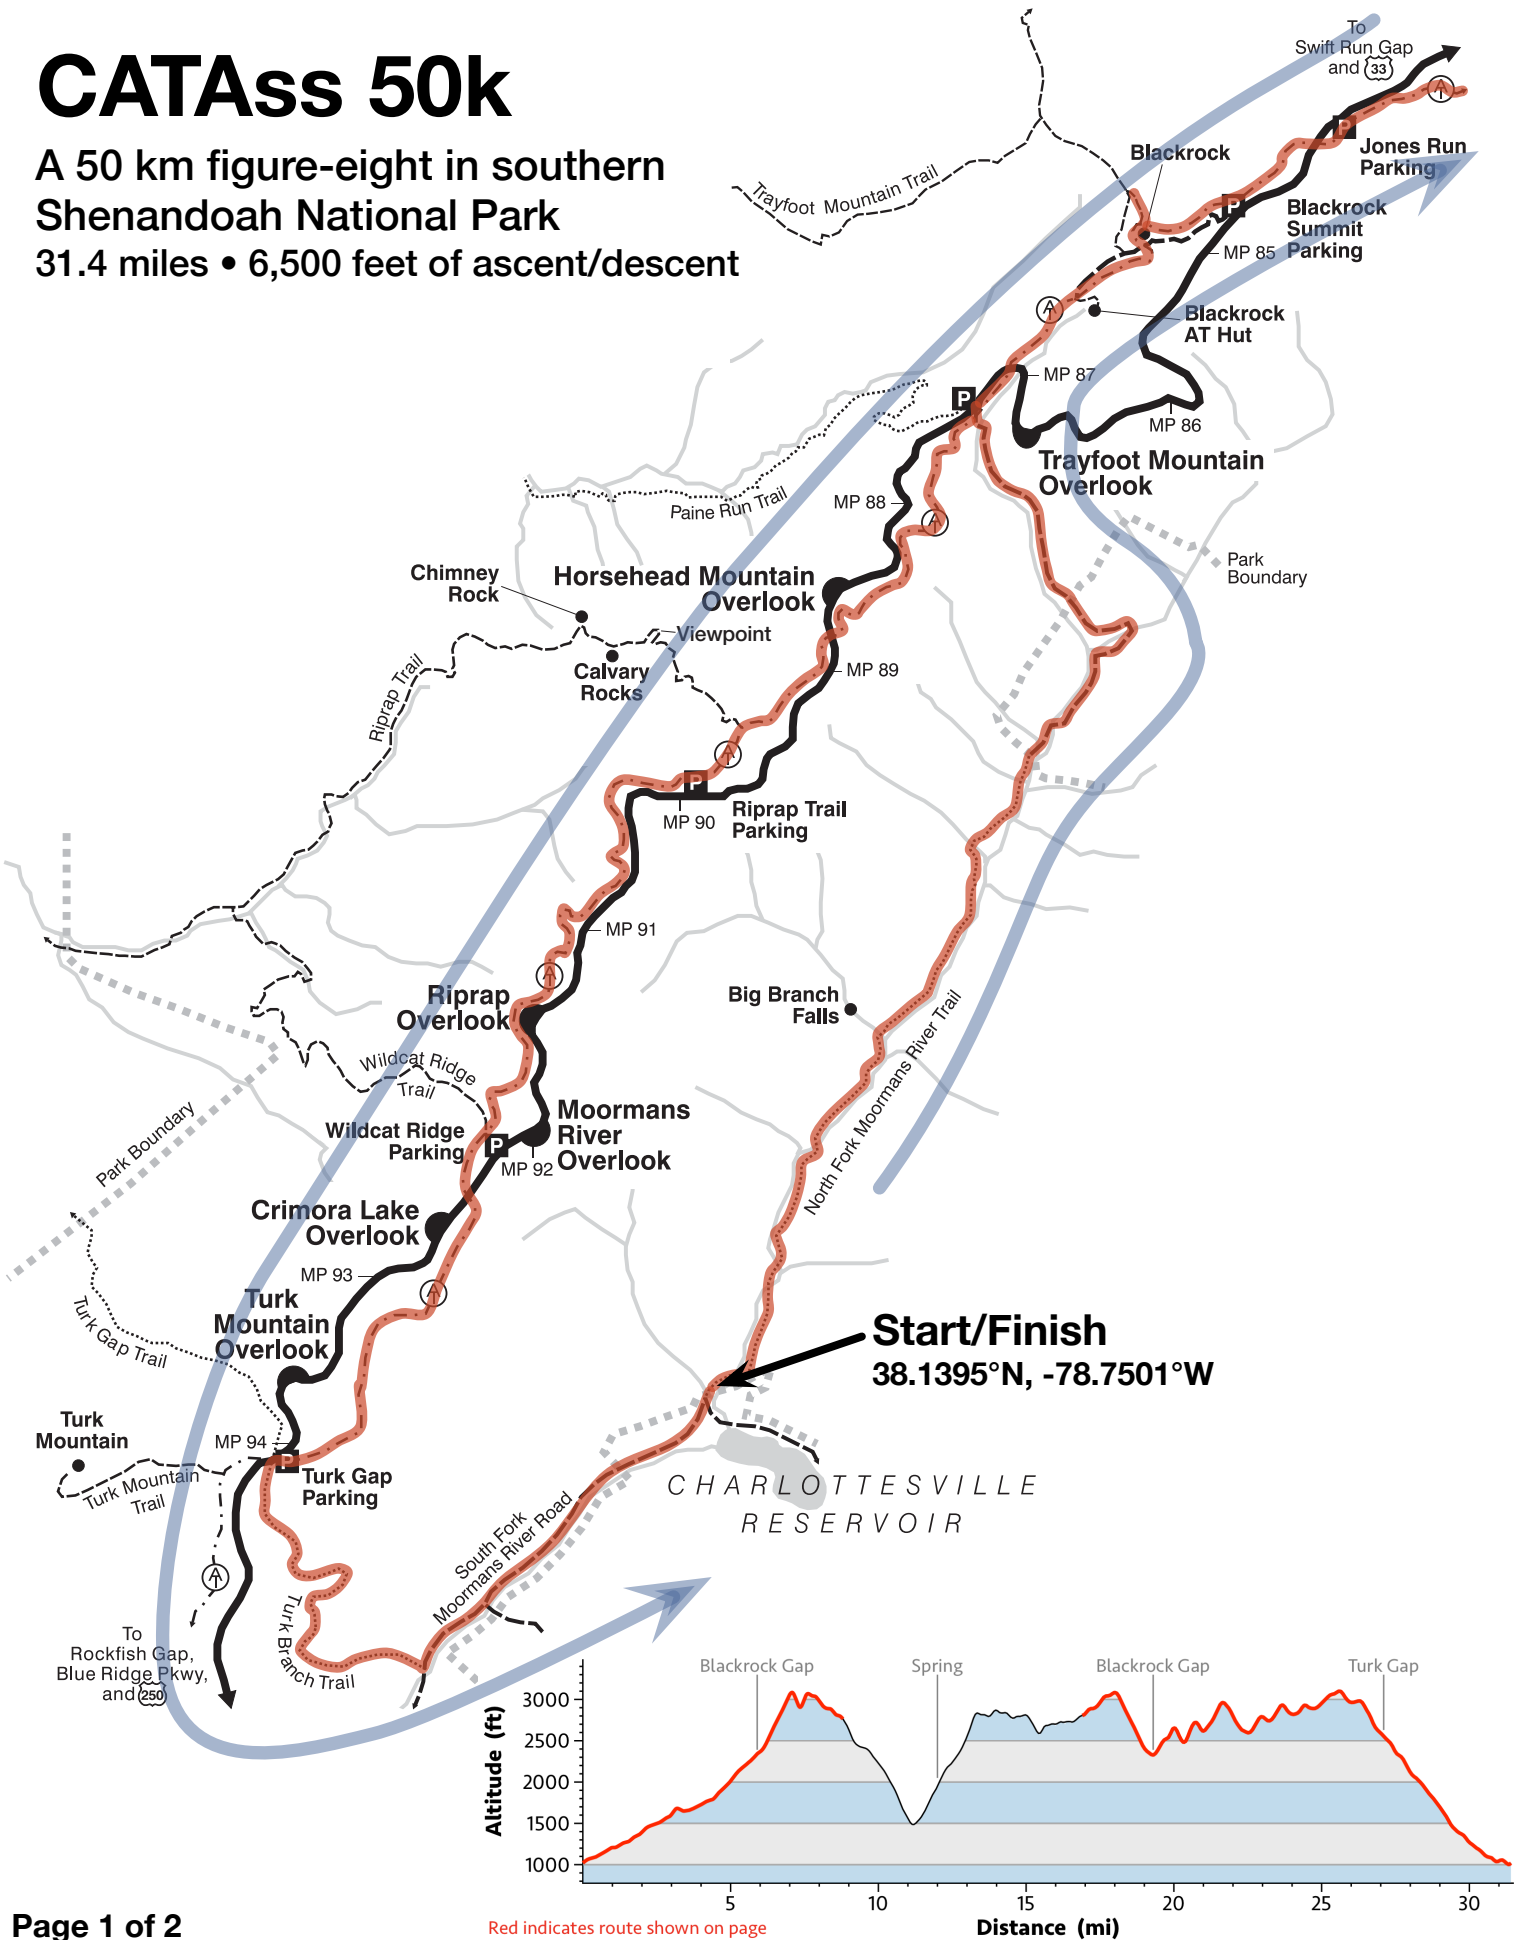 CATAss 50k
A 50 km figure-eight in southern
Shenandoah National Park
31.4 miles • 6,500 feet of ascent/descent
To
Swift Run Gap
and 33
A
P
Jones Run
Parking
Blackrock
Trayfoot Mountain Trail
P
Blackrock
Summit
Parking
MP 85
A
Blackrock
AT Hut
MP 87
P
MP 86
Trayfoot Mountain
Overlook
MP 88
Paine Run Trail
A
Park
Boundary
Chimney
Rock
Horsehead Mountain
Overlook
Viewpoint
Calvary
Rocks
MP 89
Riprap Trail
A
P
MP 90
Riprap Trail
Parking
MP 91
A
Riprap
Overlook
Big Branch
Falls
North Fork Moormans River Trail
Wildcat Ridge
Trail
Park Boundary
Wildcat Ridge
Parking
P
MP 92
Moormans
River
Overlook
Crimora Lake
Overlook
MP 93
A
Turk
Mountain
Overlook
Turk Gap Trail
Start/Finish
38.1395°N, -78.7501°W
Turk
Mountain
MP 94
P
Turk Gap
Parking
Turk Mountain
Trail
CHARLOTTESVILLE
RESERVOIR
South Fork
Moormans River Road
A
Turk Branch Trail
To
Rockfish Gap,
Blue Ridge Pkwy,
and 250
Blackrock Gap
Spring
Blackrock Gap
Turk Gap
Altitude (ft)
3000
2500
2000
1500
1000
5
10
15
20
25
30
Distance (mi)
Red indicates route shown on page
Page 1 of 2